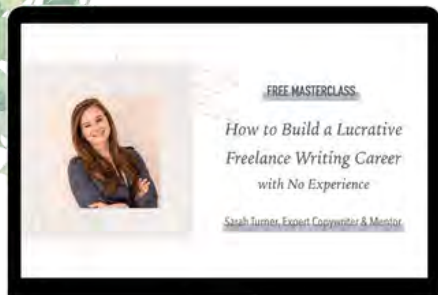 FREE MASTERCLASS
How to Build a Lucrative
Freelance Writing Career
with No Experience
Sarah Turner, Expert Copywriter & Mentor